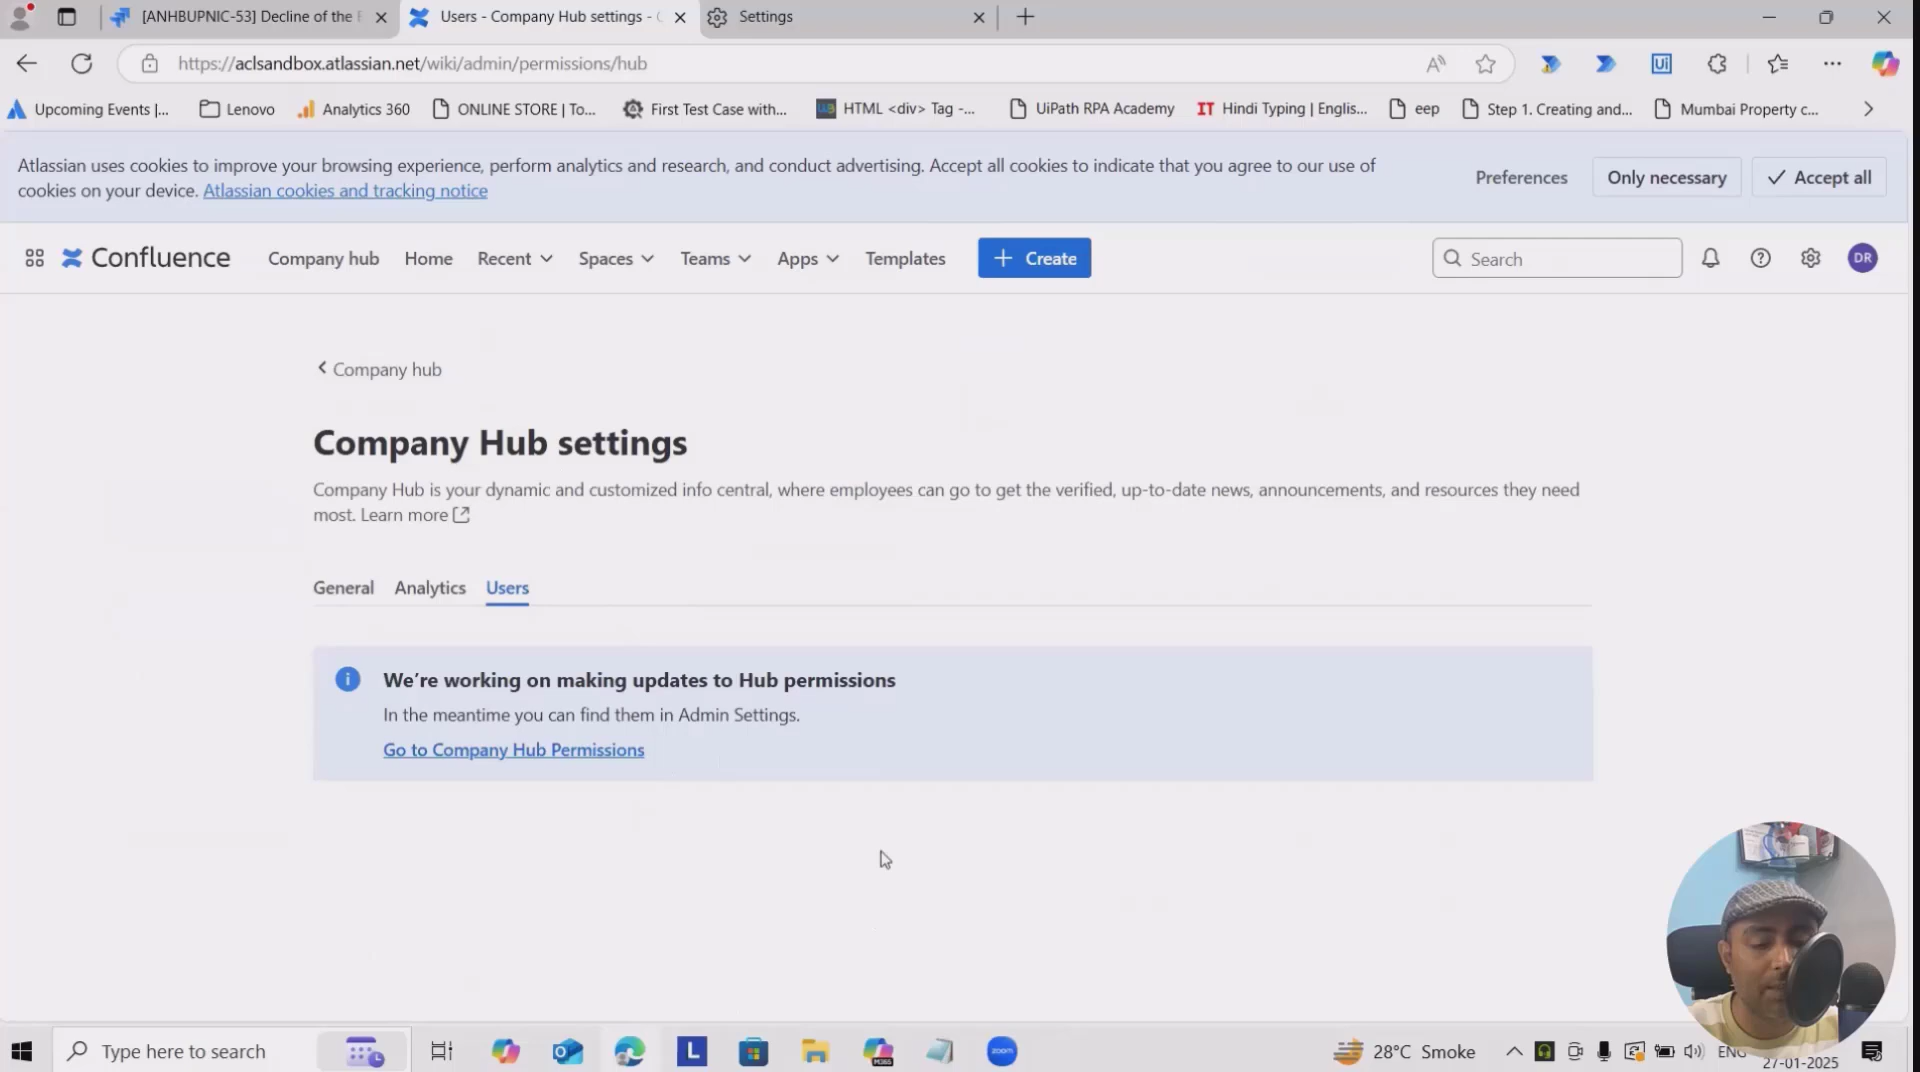 [ANHBUPNIC-53] Decline of the
Users - Company Hub settings -
Settings
https://aclsandbox.atlassian.net/wiki/admin/permissions/hub
Upcoming Events |...
Lenovo
Analytics 360
ONLINE STORE | To...
First Test Case with...
HTML <div> Tag -...
UiPath RPA Academy
IT Hindi Typing | Englis...
eep
Step 1. Creating and...
Mumbai Property c...
Atlassian uses cookies to improve your browsing experience, perform analytics and research, and conduct advertising. Accept all cookies to indicate that you agree to our use of
cookies on your device. Atlassian cookies and tracking notice
Preferences
Only necessary
Accept all
Confluence
Company hub
Home
Recent
Spaces
Teams
Apps
Templates
Create
Search
DR
Company hub
Company Hub settings
Company Hub is your dynamic and customized info central, where employees can go to get the verified, up-to-date news, announcements, and resources they need
most. Learn more
General
Analytics
Users
We're working on making updates to Hub permissions
In the meantime you can find them in Admin Settings.
Go to Company Hub Permissions
Type here to search
L
zoom
28°C Smoke
ENG
27-01-2025